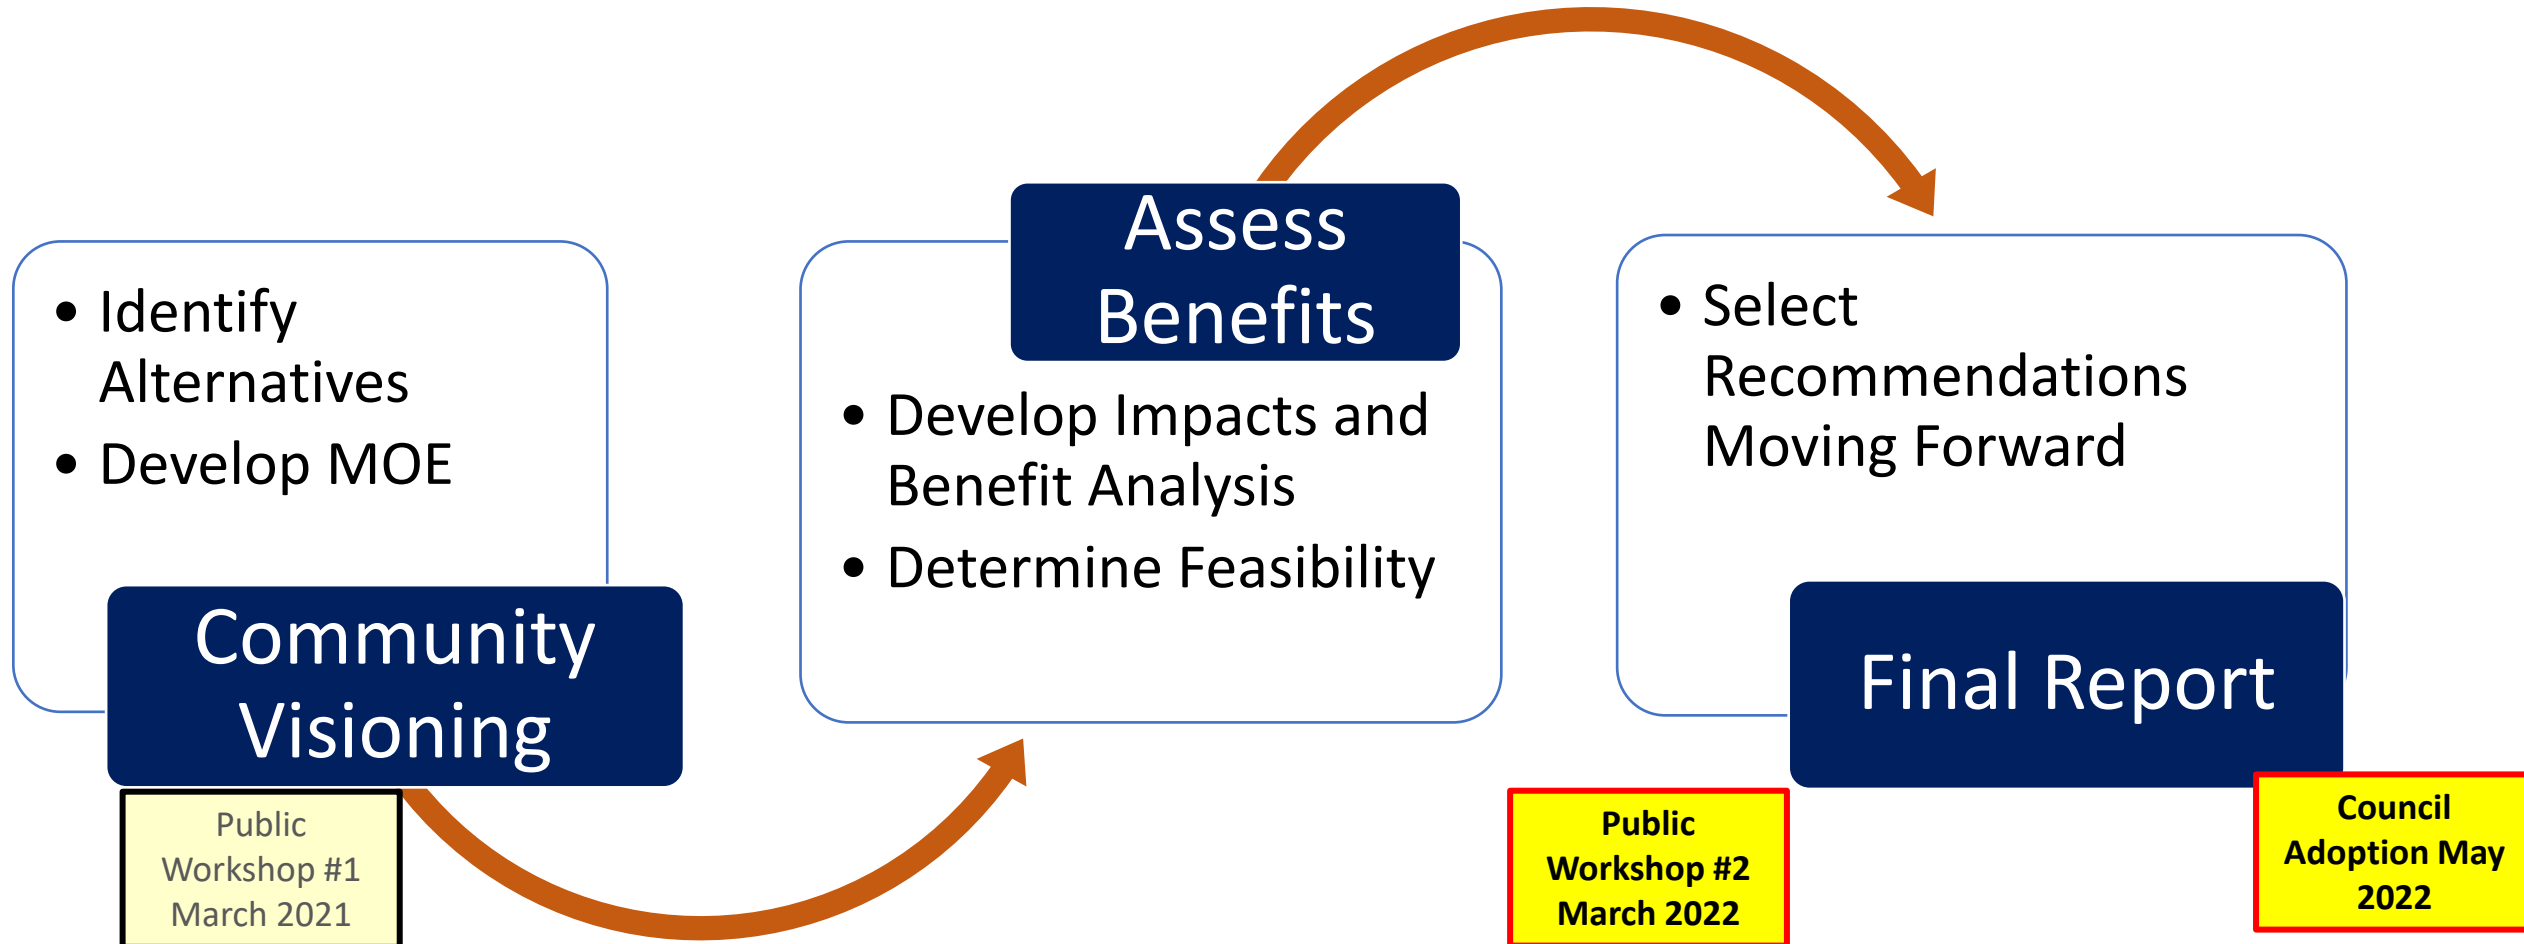 • Identify
Alternatives
• Develop MOE
Community
Visioning
Public
Workshop #1
March 2021
Assess
Benefits
• Develop Impacts and
Benefit Analysis
• Determine Feasibility
• Select
Recommendations
Moving Forward
Final Report
Public
Workshop #2
March 2022
Council
Adoption May
2022